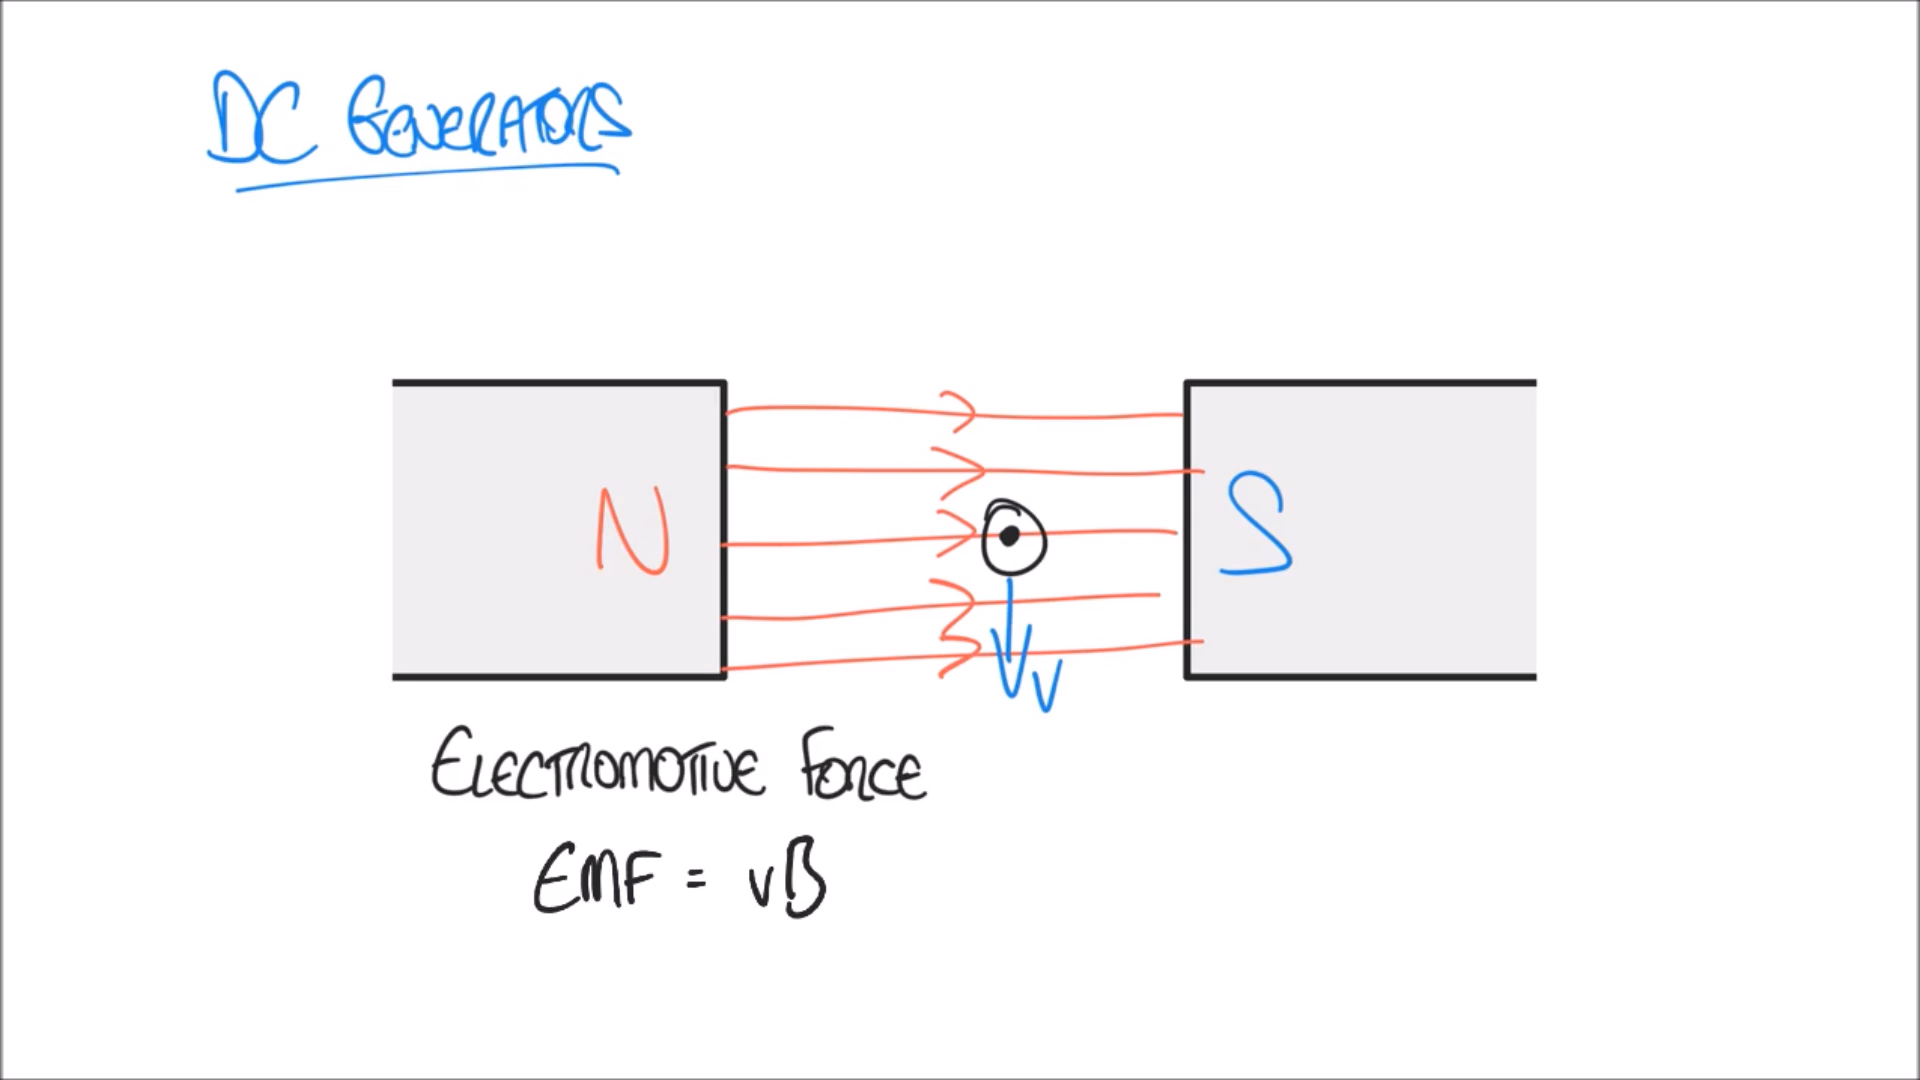 DC GENERATORS
N
S
V
ELECTROMOTIVE FORCE
EMF = vB